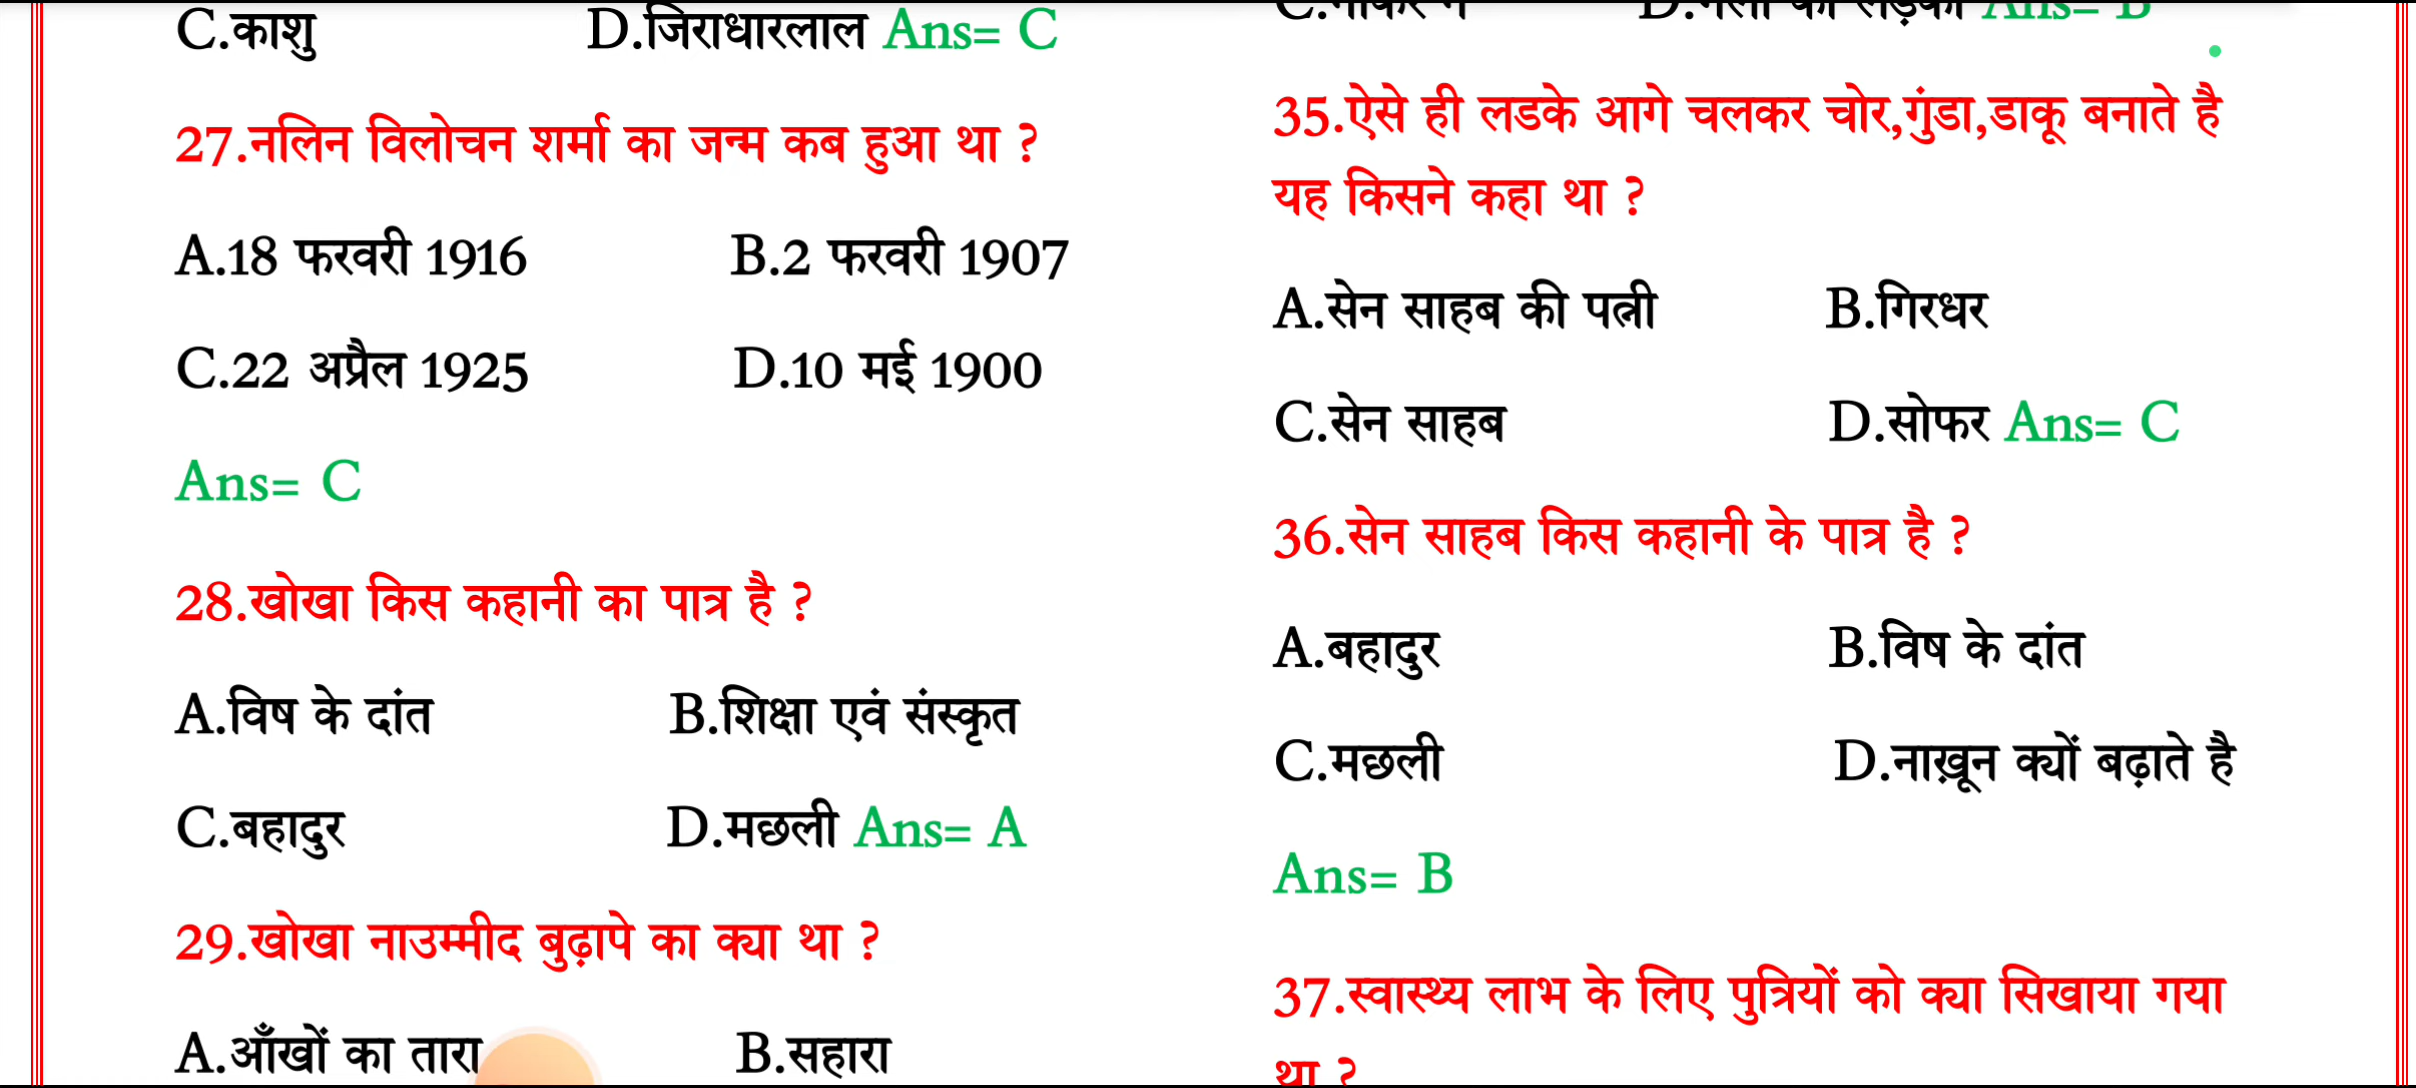 C.काशु D.जिराधारलाल Ans= C
27.नलिन विलोचन शर्मा का जन्म कब हुआ था ?
A.18 फरवरी 1916 B.2 फरवरी 1907
C.22 अप्रैल 1925 D.10 मई 1900
Ans= C
28.खोखा किस कहानी का पात्र है ?
A.विष के दांत B.शिक्षा एवं संस्कृत
C.बहादुर D.मछली Ans= A
29.खोखा नाउम्मीद बुढ़ापे का क्या था ?
A.आँखों का तारा B.सहारा
Ans= B
35.ऐसे ही लडके आगे चलकर चोर,गुंडा,डाकू बनाते है
यह किसने कहा था ?
A.सेन साहब की पत्नी B.गिरधर
C.सेन साहब D.सोफर Ans= C
36.सेन साहब किस कहानी के पात्र है ?
A.बहादुर B.विष के दांत
C.मछली D.नाख़ून क्यों बढ़ाते है
Ans= B
37.स्वास्थ्य लाभ के लिए पुत्रियों को क्या सिखाया गया
था ?